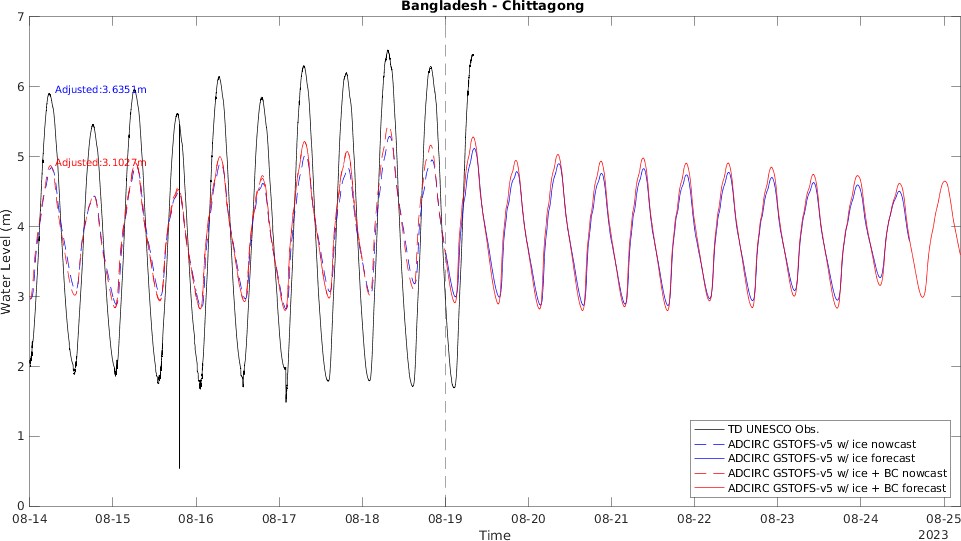 Bangladesh - Chittagong
7
6
5
4
3
2
1
0
Water Level (m)
Adjusted:3.6351m
Adjusted:3.1027m
TD UNESCO Obs.
ADCIRC GSTOFS-v5 w/ ice nowcast
ADCIRC GSTOFS-v5 w/ ice forecast
ADCIRC GSTOFS-v5 w/ ice + BC nowcast
ADCIRC GSTOFS-v5 w/ ice + BC forecast
08-14 08-15 08-16 08-17 08-18 08-19 08-20 08-21 08-22 08-23 08-24 08-25
Time
2023